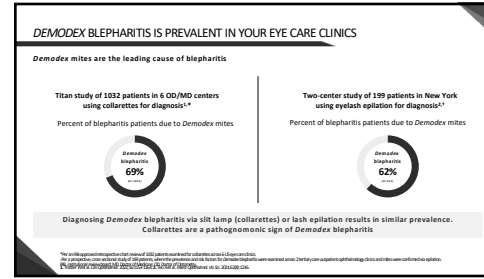 DEMODEX BLEPHARITIS IS PREVALENT IN YOUR EYE CARE CLINICS
Demodex mites are the leading cause of blepharitis
Titan study of 1032 patients in 6 OD/MD centers
using collarettes for diagnosis1,*
Percent of blepharitis patients due to Demodex mites
Demodex
blepharitis
69%
Two-center study of 199 patients in New York
using eyelash epilation for diagnosis2,†
Percent of blepharitis patients due to Demodex mites
Demodex
blepharitis
62%
Diagnosing Demodex blepharitis via slit lamp (collarettes) or lash epilation results in similar prevalence.
Collarettes are a pathognomonic sign of Demodex blepharitis